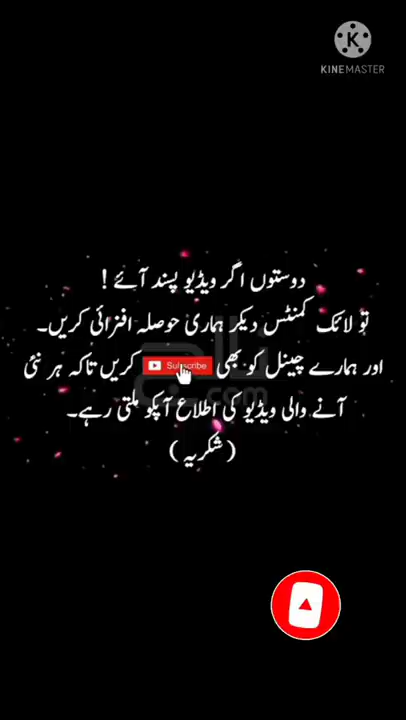 KINEMASTER
دوستوں اگر ویڈیو پسند آئے !
تو لائک کمنٹس دیکر ہماری حوصلہ افزائی کریں۔
اور ہمارے چینل کو بھی Subscribe کریں تاکہ ہر نئی
آنے والی ویڈیو کی اطلاع آپکو ملتی رہے۔
(شکریہ)